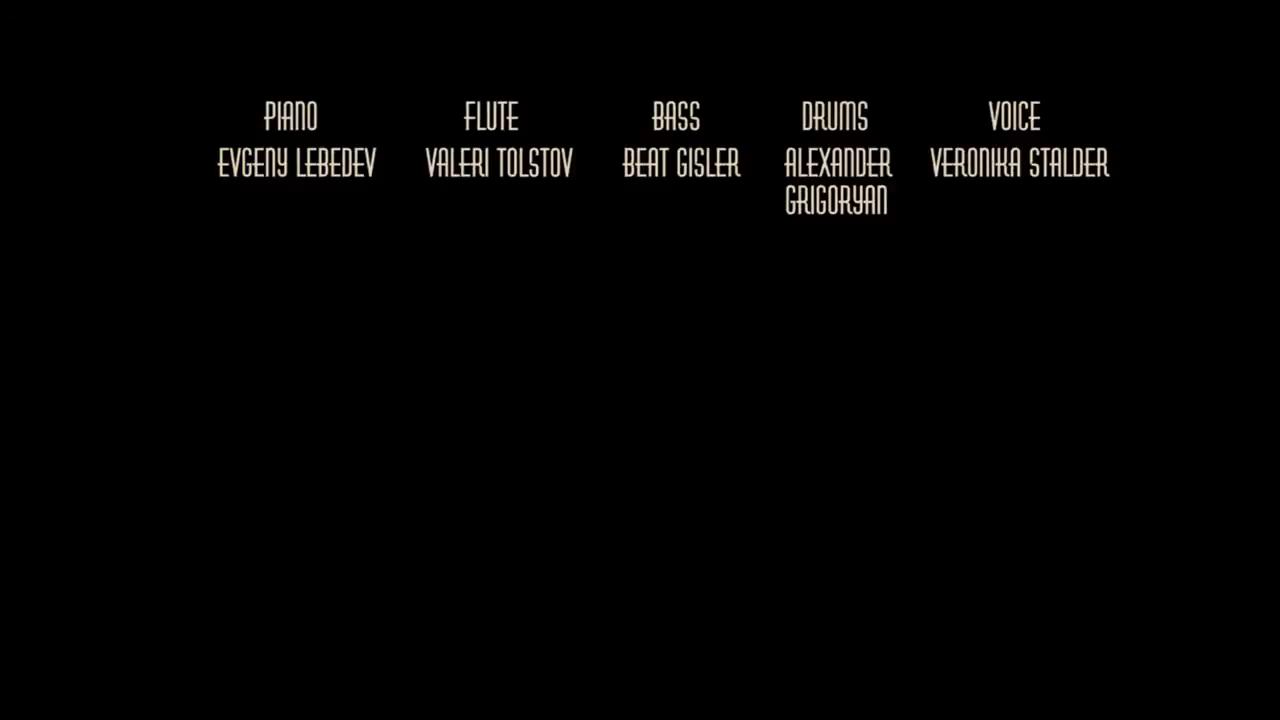 PIANO
EVGENY LEBEDEV
FLUTE
VALERI TOLSTOV
BASS
BEAT GISLER
DRUMS
ALEXANDER
GRIGORYAN
VOICE
VERONIKA STALDER